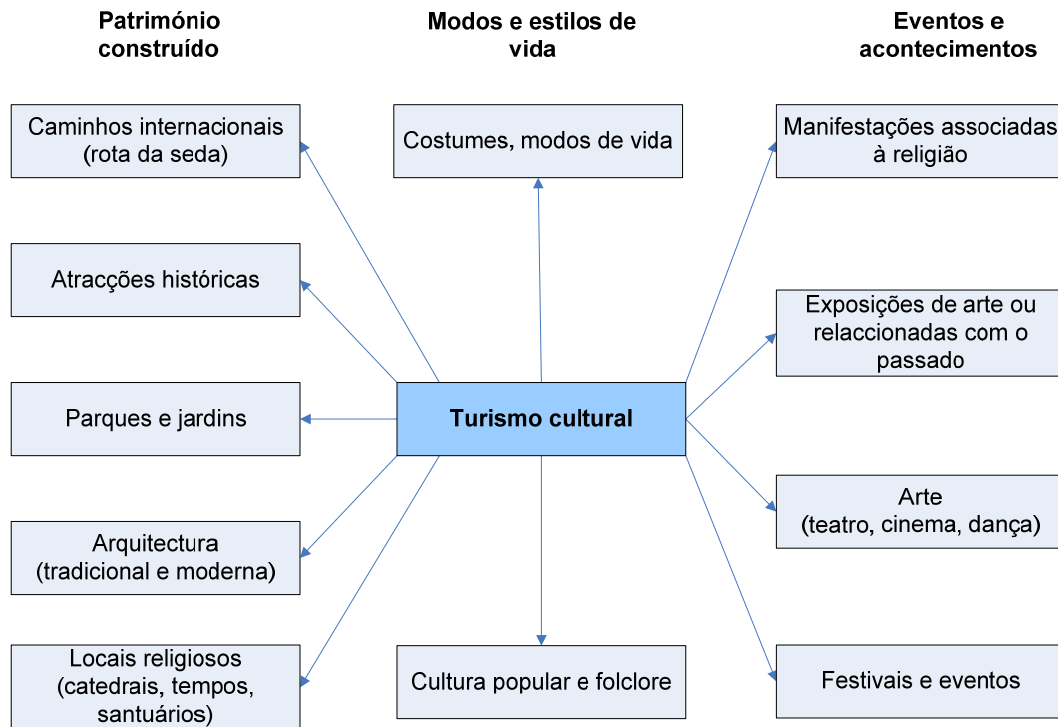 Património
construído
Modos e estilos de
vida
Eventos e
acontecimentos
Caminhos internacionais
(rota da seda)
Costumes, modos de vida
Manifestações associadas
à religião
Atracções históricas
Exposições de arte ou
relaccionadas com o
passado
Parques e jardins
Turismo cultural
Arquitectura
(tradicional e moderna)
Arte
(teatro, cinema, dança)
Locais religiosos
(catedrais, tempos,
santuários)
Cultura popular e folclore
Festivais e eventos